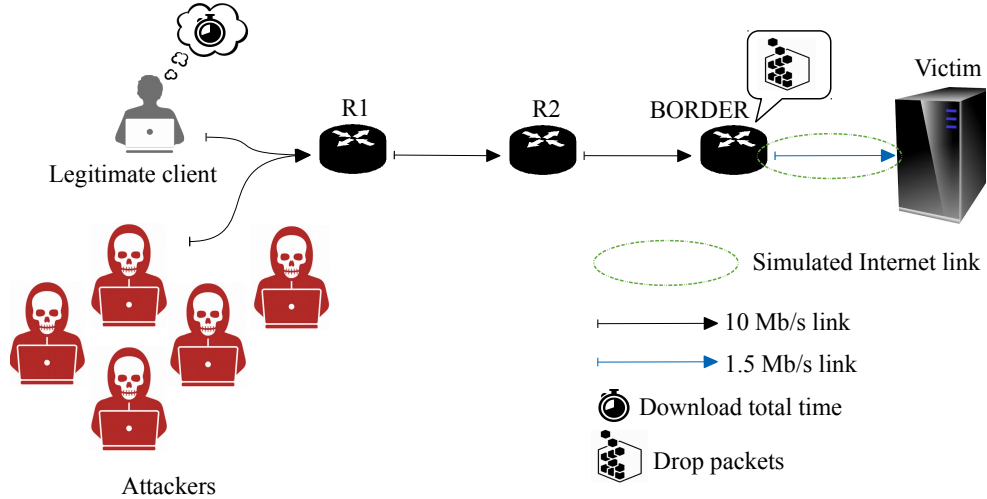 Victim
R1
R2
BORDER
Legitimate client
Simulated Internet link
10 Mb/s link
1.5 Mb/s link
Download total time
Drop packets
Attackers